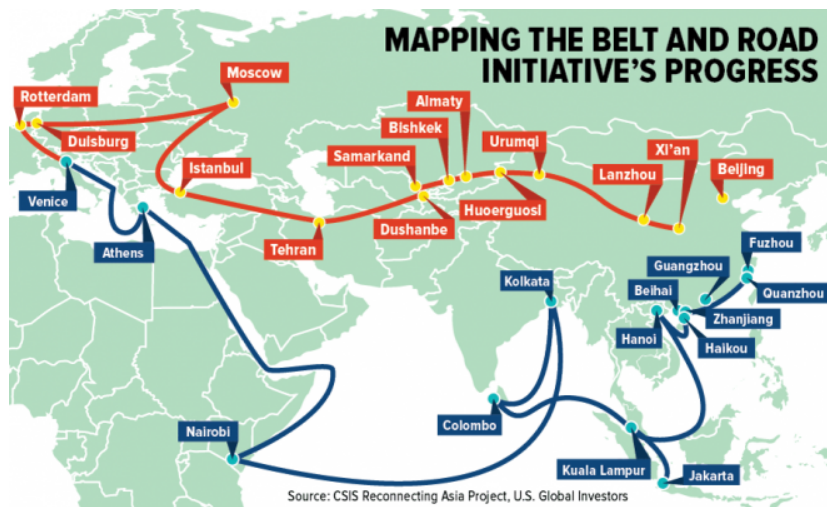 MAPPING THE BELT AND ROAD
INITIATIVE'S PROGRESS
Moscow
Rotterdam
Duisburg
Almaty
Bishkek
Urumqi
Xi'an
Istanbul
Samarkand
Lanzhou
Beijing
Venice
Huoerguosi
Dushanbe
Tehran
Athens
Fuzhou
Guangzhou
Kolkata
Beihai
Quanzhou
Zhanjiang
Hanoi
Haikou
Colombo
Nairobi
Kuala Lampur
Jakarta
Source: CSIS Reconnecting Asia Project, U.S. Global Investors